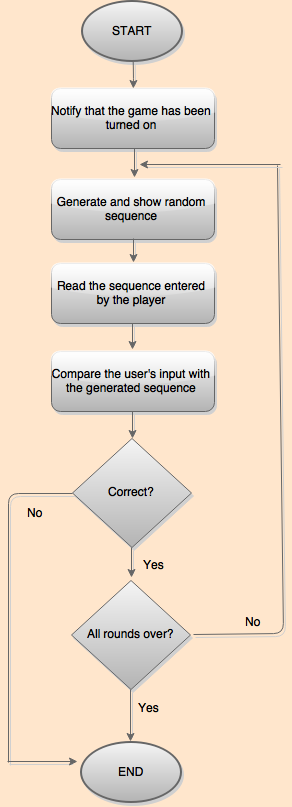 START
Notify that the game has been
turned on
Generate and show random
sequence
Read the sequence entered
by the player
Compare the user's input with
the generated sequence
Correct?
No
Yes
All rounds over?
No
Yes
END